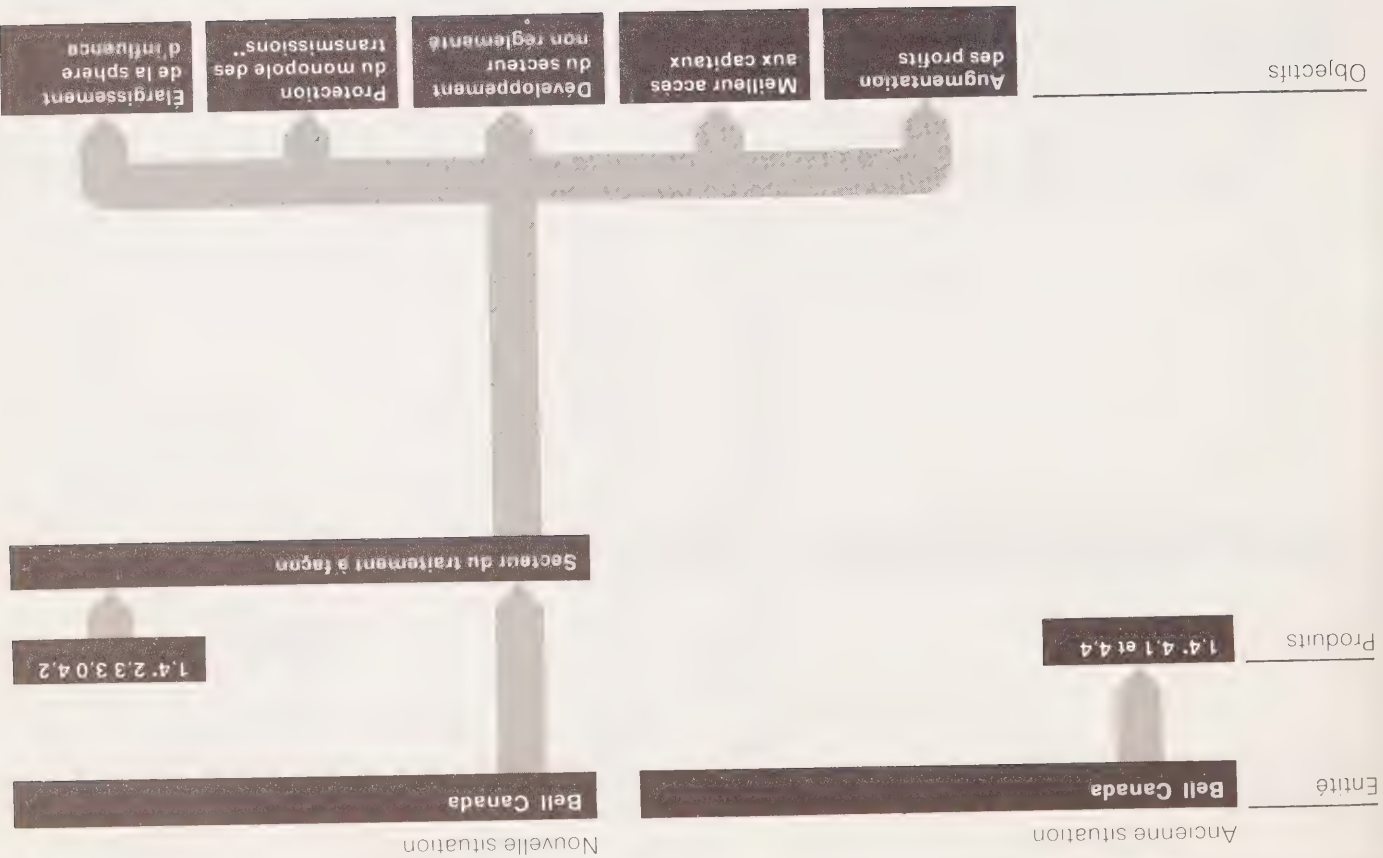 Ancienne situation
Nouvelle situation
Entité
Bell Canada
Bell Canada
Produits
1.4* 4.1 et 4.4
1.4* 2.3 3.0 4.2
Secteur du traitement à façon
Objectifs
Augmentation
des profits
Meilleur accès
aux capitaux
Développement
du secteur
non réglementé
Protection
du monopole des
transmissions**
Élargissement
de la sphere
d'influence